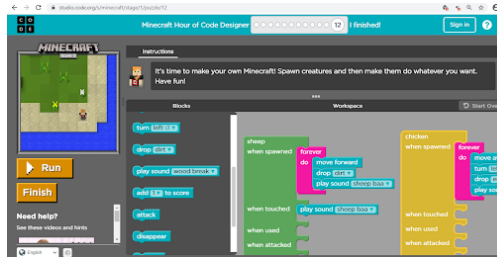 studio.code.org/s/minecraft/stage/1/puzzle/12
C O
D E
Minecraft Hour of Code Designer
12
I finished!
Sign in
?
MINECRAFT
Instructions
It's time to make your own Minecraft! Spawn creatures and then make them do whatever you want.
Have fun!
Blocks
Workspace
Start Over
turn left
drop dirt
play sound wood break
add 1 to score
attack
disappear
Run
Finish
Need help?
See these videos and hints
English
sheep
when spawned
forever
do
move forward
drop dirt
play sound sheep baa
when touched
play sound sheep baa
when used
when attacked
chicken
when spawned
forever
do
move
turn
drop
play
when touched
when used
when attacked